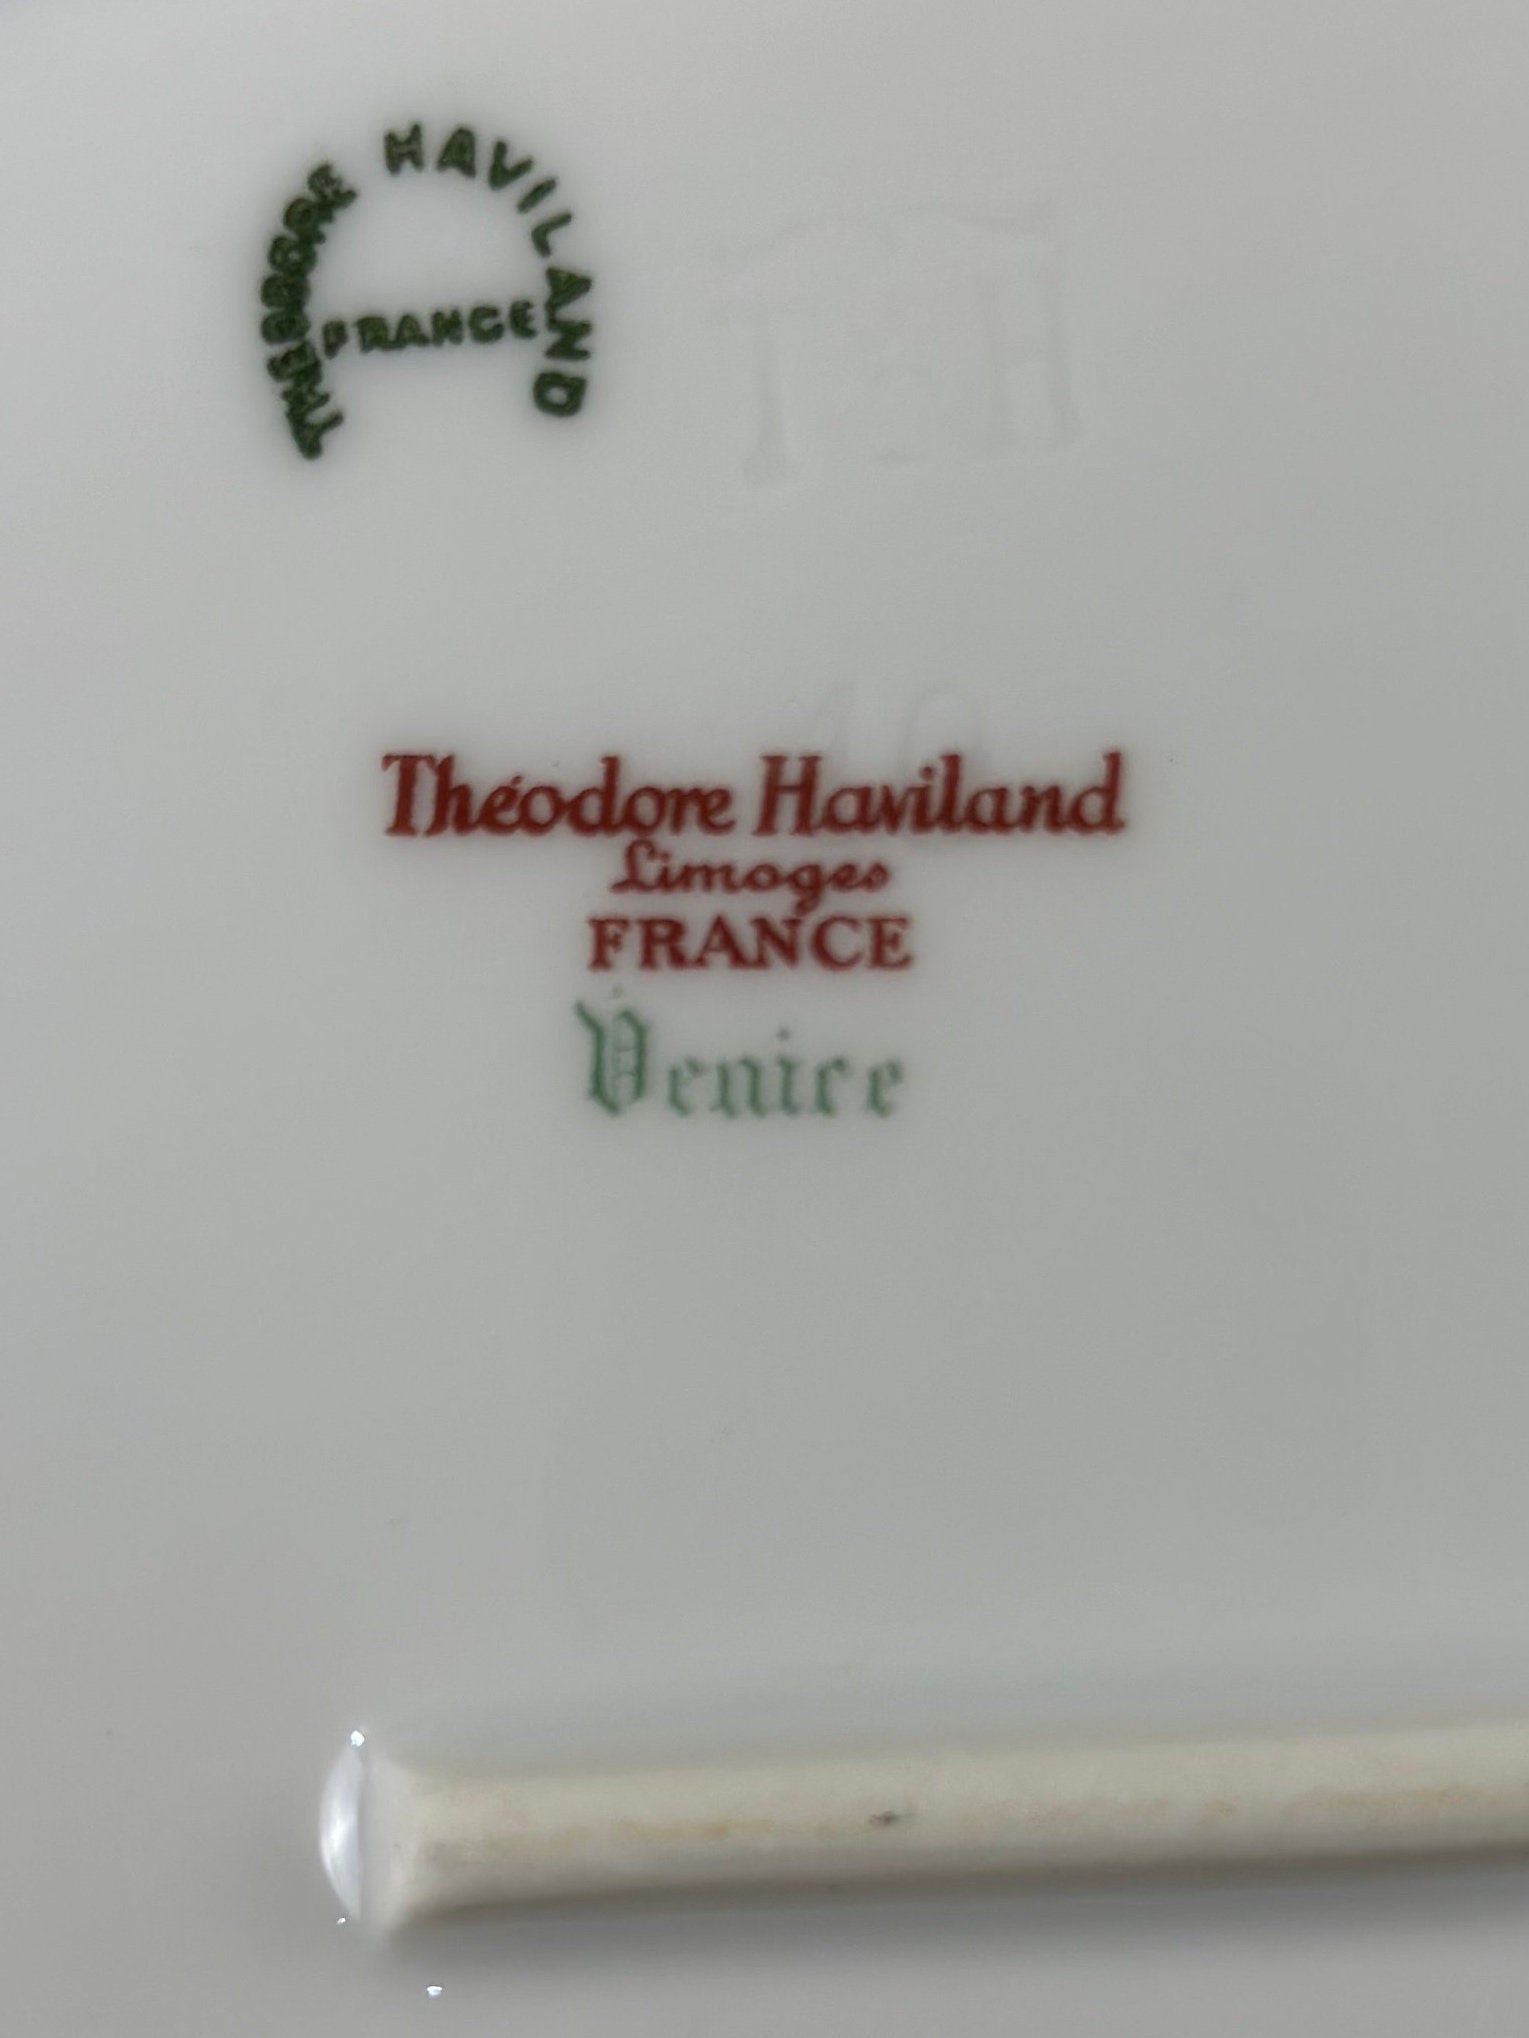 THEODORE HAVILAND
FRANCE
Théodore Haviland
Limoges
FRANCE
Venice